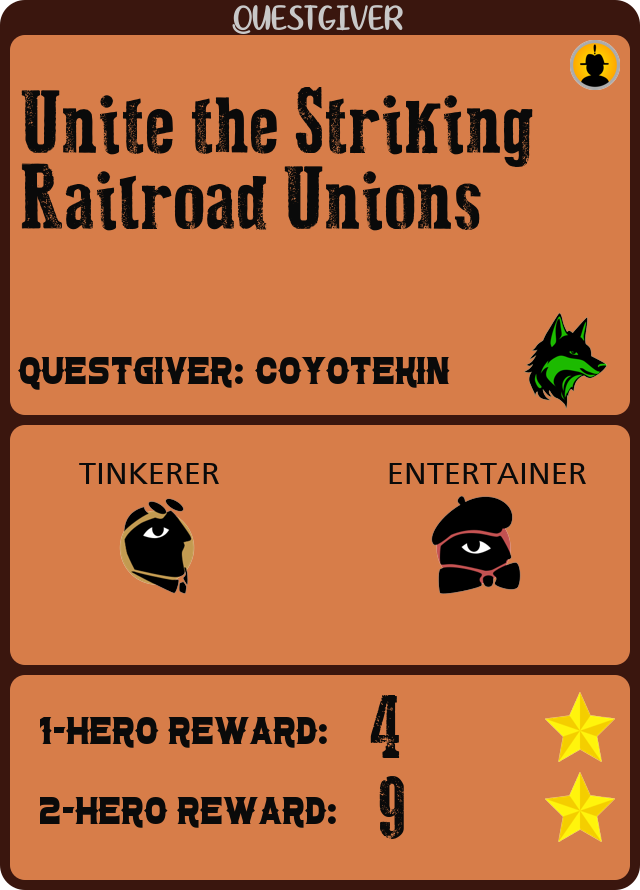 QUESTGIVER
Unite the Striking
Railroad Unions
QUESTGIVER: COYOTEKIN
TINKERER ENTERTAINER
1-HERO REWARD: 4
2-HERO REWARD: 9